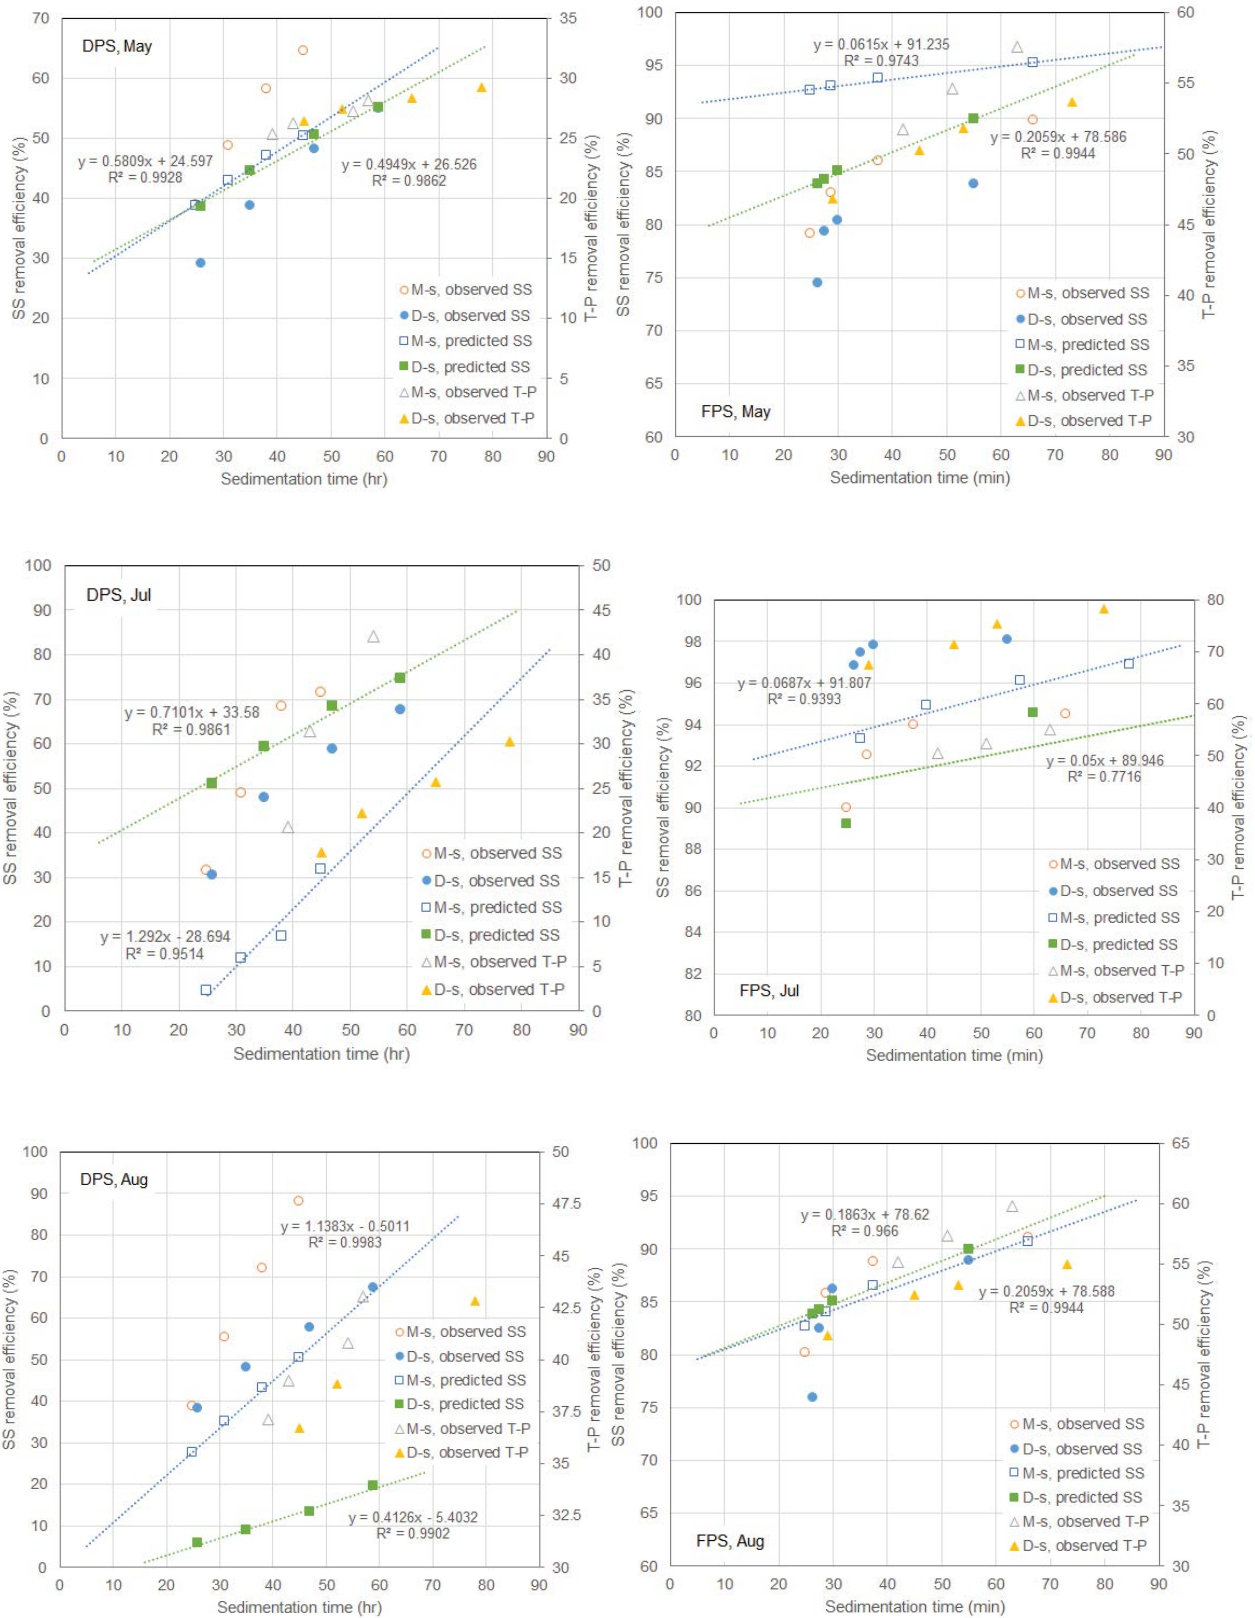 DPS, May
SS removal efficiency (%)
70
60
50
40
30
20
10
0
35
30
25
20
15
10
5
0
T-P removal efficiency (%)
y = 0.5809x + 24.597
R² = 0.9928
y = 0.4949x + 26.526
R² = 0.9862
M-s, observed SS
D-s, observed SS
M-s, predicted SS
D-s, predicted SS
M-s, observed T-P
D-s, observed T-P
0 10 20 30 40 50 60 70 80 90
Sedimentation time (hr)
FPS, May
SS removal efficiency (%)
100
95
90
85
80
75
70
65
60
60
55
50
45
40
35
30
T-P removal efficiency (%)
y = 0.0615x + 91.235
R² = 0.9743
y = 0.2059x + 78.586
R² = 0.9944
M-s, observed SS
D-s, observed SS
M-s, predicted SS
D-s, predicted SS
M-s, observed T-P
D-s, observed T-P
0 10 20 30 40 50 60 70 80 90
Sedimentation time (min)
DPS, Jul
SS removal efficiency (%)
100
90
80
70
60
50
40
30
20
10
0
50
45
40
35
30
25
20
15
10
5
0
T-P removal efficiency (%)
y = 0.7101x + 33.58
R² = 0.9861
y = 1.292x - 28.694
R² = 0.9514
M-s, observed SS
D-s, observed SS
M-s, predicted SS
D-s, predicted SS
M-s, observed T-P
D-s, observed T-P
0 10 20 30 40 50 60 70 80 90
Sedimentation time (hr)
FPS, Jul
SS removal efficiency (%)
100
98
96
94
92
90
88
86
84
82
80
80
70
60
50
40
30
20
10
0
T-P removal efficiency (%)
y = 0.0687x + 91.807
R² = 0.9393
y = 0.05x + 89.946
R² = 0.7716
M-s, observed SS
D-s, observed SS
M-s, predicted SS
D-s, predicted SS
M-s, observed T-P
D-s, observed T-P
0 10 20 30 40 50 60 70 80 90
Sedimentation time (min)
DPS, Aug
SS removal efficiency (%)
100
90
80
70
60
50
40
30
20
10
0
50
47.5
45
42.5
40
37.5
35
32.5
30
T-P removal efficiency (%)
y = 1.1383x - 0.5011
R² = 0.9983
y = 0.4126x - 5.4032
R² = 0.9902
M-s, observed SS
D-s, observed SS
M-s, predicted SS
D-s, predicted SS
M-s, observed T-P
D-s, observed T-P
0 10 20 30 40 50 60 70 80 90
Sedimentation time (hr)
FPS, Aug
SS removal efficiency (%)
100
95
90
85
80
75
70
65
60
65
60
55
50
45
40
35
30
T-P removal efficiency (%)
y = 0.1863x + 78.62
R² = 0.966
y = 0.2059x + 78.588
R² = 0.9944
M-s, observed SS
D-s, observed SS
M-s, predicted SS
D-s, predicted SS
M-s, observed T-P
D-s, observed T-P
0 10 20 30 40 50 60 70 80 90
Sedimentation time (min)